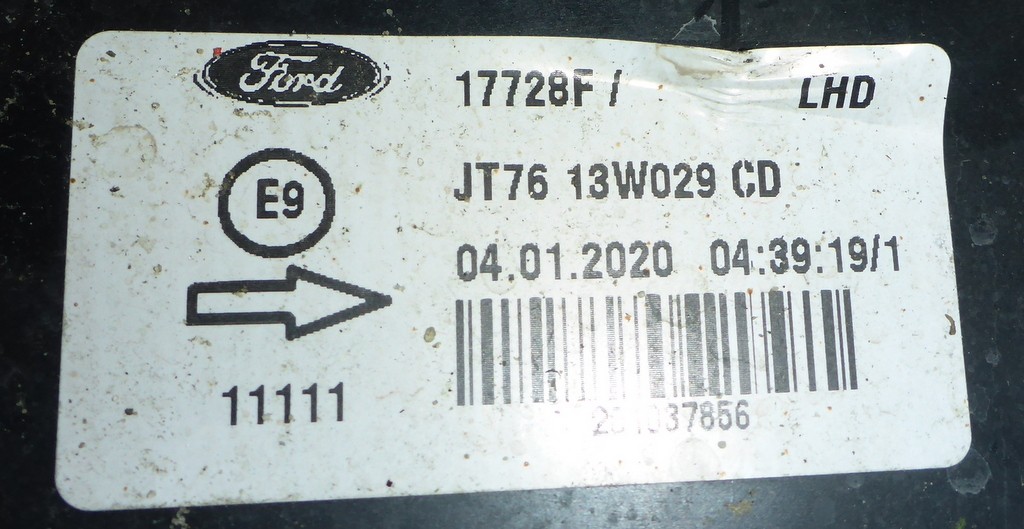 Ford
17728F / LHD
E9
JT76 13W029 CD
04.01.2020 04:39:19/1
11111